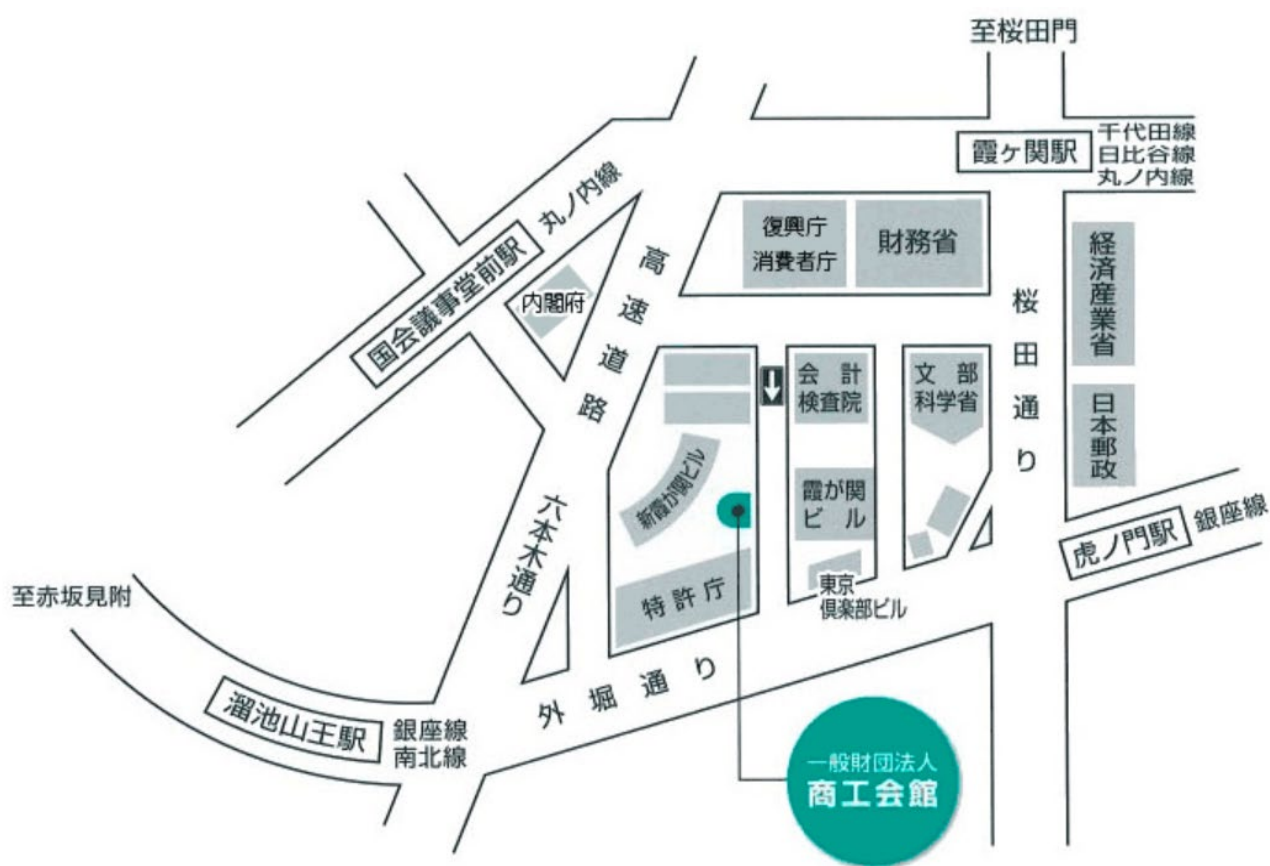 至桜田門
霞ヶ関駅
千代田線
日比谷線
丸ノ内線
丸ノ内線
国会議事堂前駅
内閣府
高速道路
復興庁
消費者庁
財務省
桜田通り
経済産業省
日本郵政
会計
検査院
文部
科学省
新霞が関ビル
霞が関
ビル
六本木通り
特許庁
東京
倶楽部ビル
虎ノ門駅
銀座線
至赤坂見附
溜池山王駅
銀座線
南北線
外堀通り
一般財団法人
商工会館